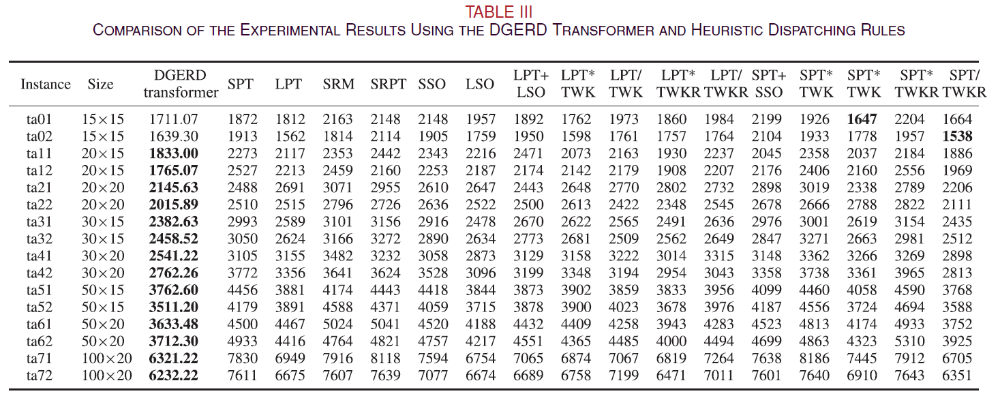 TABLE III
COMPARISON OF THE EXPERIMENTAL RESULTS USING THE DGERD TRANSFORMER AND HEURISTIC DISPATCHING RULES
Instance Size DGERD transformer SPT LPT SRM SRPT SSO LSO LPT+ LSO LPT* TWK LPT/ TWK LPT* TWKR LPT/ TWKR SPT+ SSO SPT* TWK SPT* TWK SPT* TWKR SPT/ TWKR
ta01 15×15 1711.07 1872 1812 2163 2148 2148 1957 1892 1762 1973 1860 1984 2199 1926 1647 2204 1664
ta02 15×15 1639.30 1913 1562 1814 2114 1905 1759 1950 1598 1761 1757 1764 2104 1933 1778 1957 1538
ta11 20×15 1833.00 2273 2117 2353 2442 2343 2216 2471 2073 2163 1930 2237 2045 2358 2037 2184 1886
ta12 20×15 1765.07 2527 2213 2459 2160 2253 2187 2174 2142 2179 1908 2207 2176 2406 2160 2556 1969
ta21 20×20 2145.63 2488 2691 3071 2955 2610 2647 2443 2648 2770 2802 2732 2898 3019 2338 2789 2206
ta22 20×20 2015.89 2510 2515 2796 2726 2636 2522 2500 2613 2422 2348 2545 2678 2666 2788 2822 2111
ta31 30×15 2382.63 2993 2589 3101 3156 2916 2478 2670 2622 2565 2491 2636 2976 3001 2619 3154 2435
ta32 30×15 2458.52 3050 2624 3166 3272 2890 2634 2773 2681 2509 2562 2649 2847 3271 2663 2981 2512
ta41 30×20 2541.22 3105 3155 3482 3232 3058 2873 3129 3158 3222 3014 3315 3148 3362 3266 3269 2898
ta42 30×20 2762.26 3772 3356 3641 3624 3528 3096 3199 3348 3194 2954 3043 3358 3738 3361 3965 2813
ta51 50×15 3762.60 4456 3881 4174 4443 4418 3844 3873 3902 3859 3833 3956 4099 4460 4058 4590 3768
ta52 50×15 3511.20 4179 3891 4588 4371 4059 3715 3878 3900 4023 3678 3976 4187 4556 3724 4694 3588
ta61 50×20 3633.48 4500 4467 5024 5041 4520 4188 4432 4409 4258 3943 4283 4523 4813 4174 4933 3752
ta62 50×20 3712.30 4933 4416 4764 4821 4757 4217 4551 4365 4485 4000 4494 4699 4863 4323 5310 3925
ta71 100×20 6321.22 7830 6949 7916 8118 7594 6754 7065 6874 7067 6819 7264 7638 8186 7445 7912 6705
ta72 100×20 6232.22 7611 6675 7607 7639 7077 6674 6689 6758 7199 6471 7011 7601 7640 6910 7643 6351